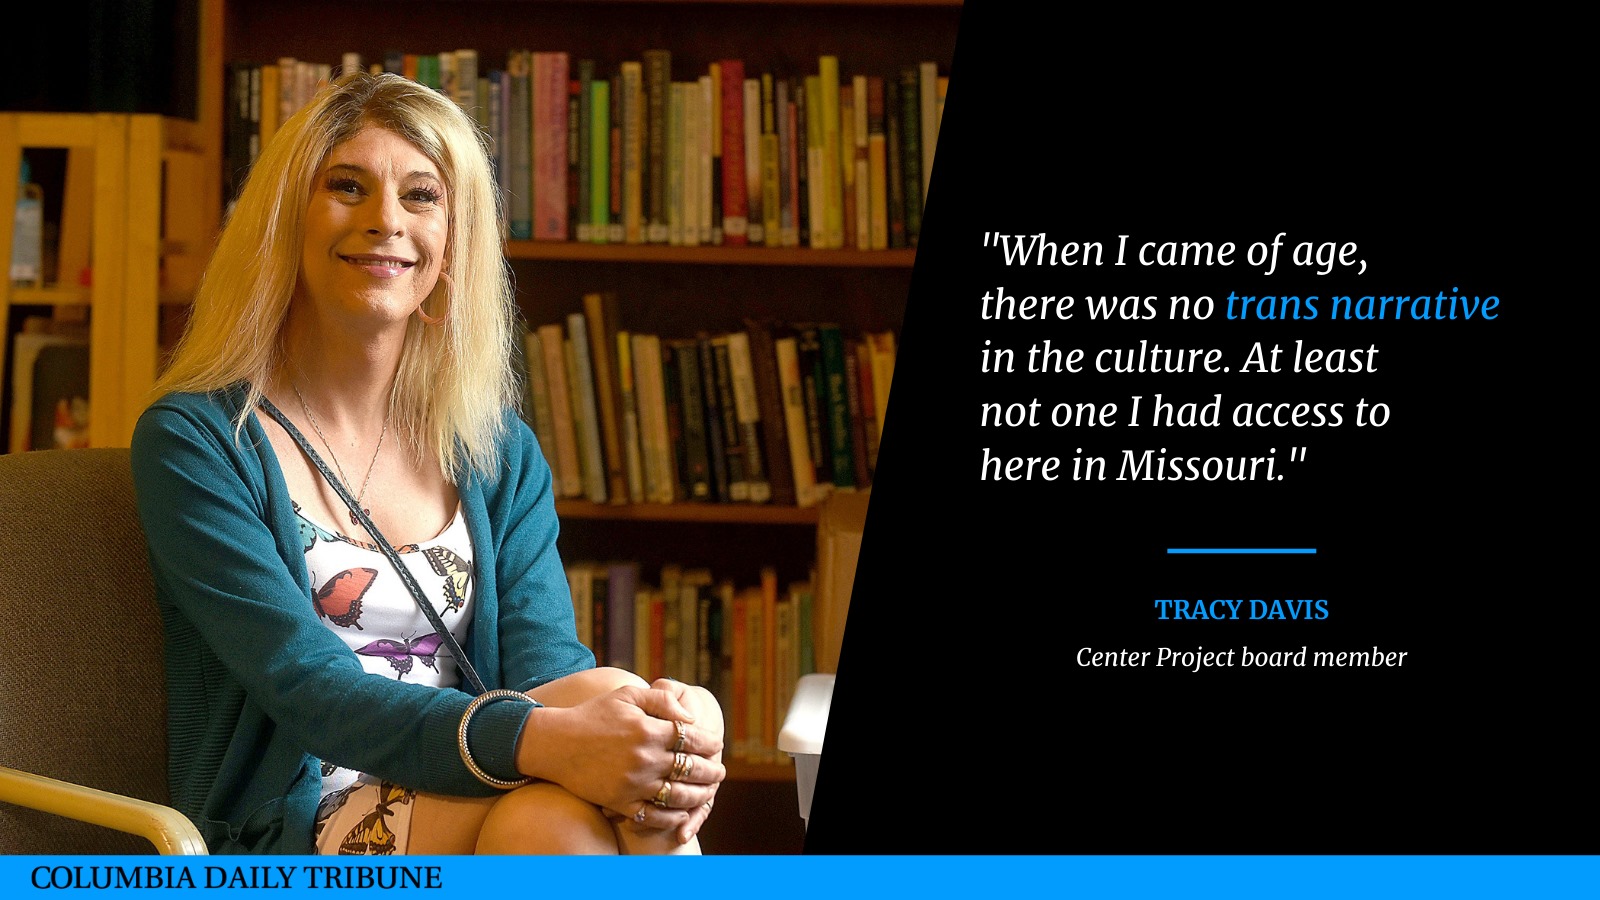 "When I came of age,
there was no trans narrative
in the culture. At least
not one I had access to
here in Missouri."
TRACY DAVIS
Center Project board member
COLUMBIA DAILY TRIBUNE